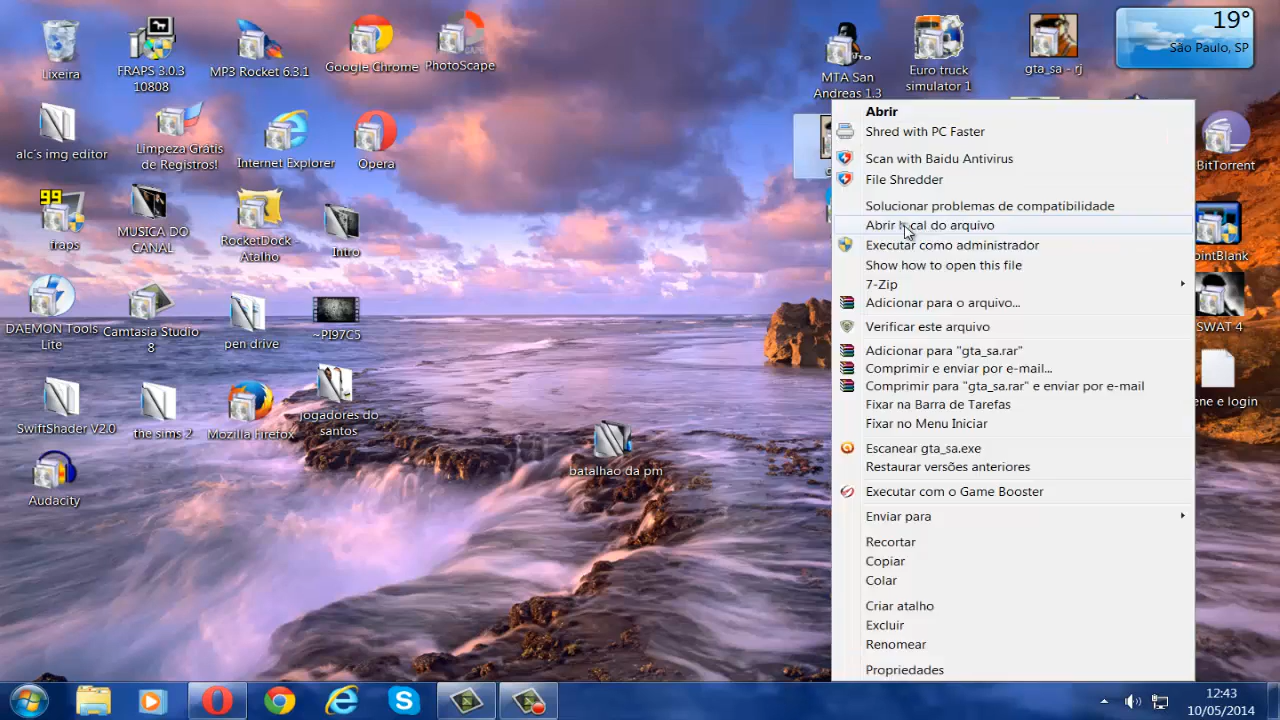 Lixeira
FRAPS 3.0.3
10808
MP3 Rocket 6.3.1
Google Chrome
PhotoScape
MTA San
Andreas 1.3
Euro truck
simulator 1
gta_sa - rj
19°
São Paulo, SP
alc's img editor
Limpeza Grátis
de Registros!
Internet Explorer
Opera
BitTorrent
99
fraps
MUSICA DO
CANAL
RocketDock -
Atalho
Intro
ointBlank
DAEMON Tools
Lite
Camtasia Studio
8
pen drive
~PI97C5
SWAT 4
SwiftShader V2.0
the sims 2
Mozilla Firefox
jogadores do
santos
batalhao da pm
ene e login
Audacity
Abrir
Shred with PC Faster
Scan with Baidu Antivirus
File Shredder
Solucionar problemas de compatibilidade
Abrir local do arquivo
Executar como administrador
Show how to open this file
7-Zip
Adicionar para o arquivo...
Verificar este arquivo
Adicionar para "gta_sa.rar"
Comprimir e enviar por e-mail...
Comprimir para "gta_sa.rar" e enviar por e-mail
Fixar na Barra de Tarefas
Fixar no Menu Iniciar
Escanear gta_sa.exe
Restaurar versões anteriores
Executar com o Game Booster
Enviar para
Recortar
Copiar
Colar
Criar atalho
Excluir
Renomear
Propriedades
12:43
10/05/2014